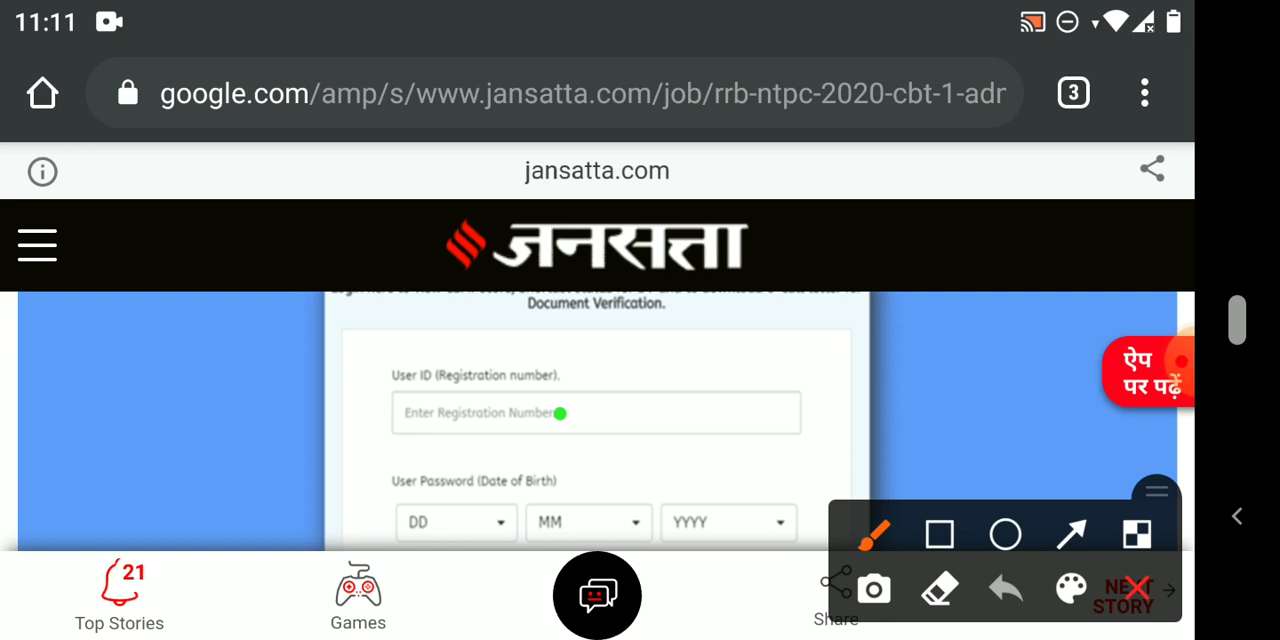 11:11
google.com/amp/s/www.jansatta.com/job/rrb-ntpc-2020-cbt-1-adr
3
jansatta.com
जनसत्ता
Document Verification.
ऐप
पर पढ़ें
User ID (Registration number).
Enter Registration Number
User Password (Date of Birth)
DD MM YYYY
21
Top Stories
Games
Share
NEXT
STORY